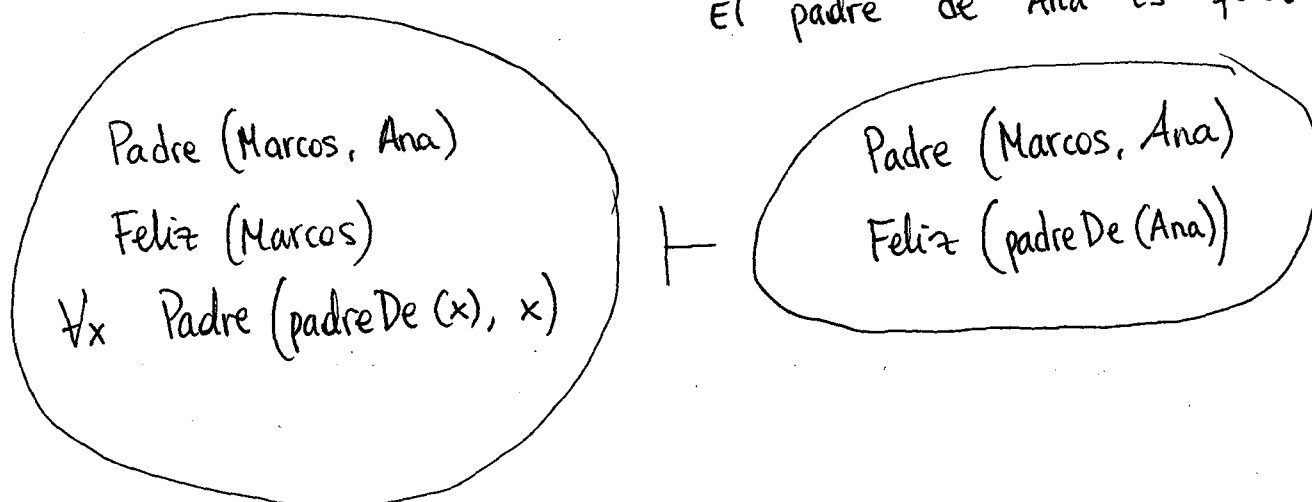 El padre de Ana es
Padre (Marcos, Ana)
Feliz (Marcos)
∀x Padre (padreDe (x), x)
⊢
Padre (Marcos, Ana)
Feliz (padreDe (Ana))